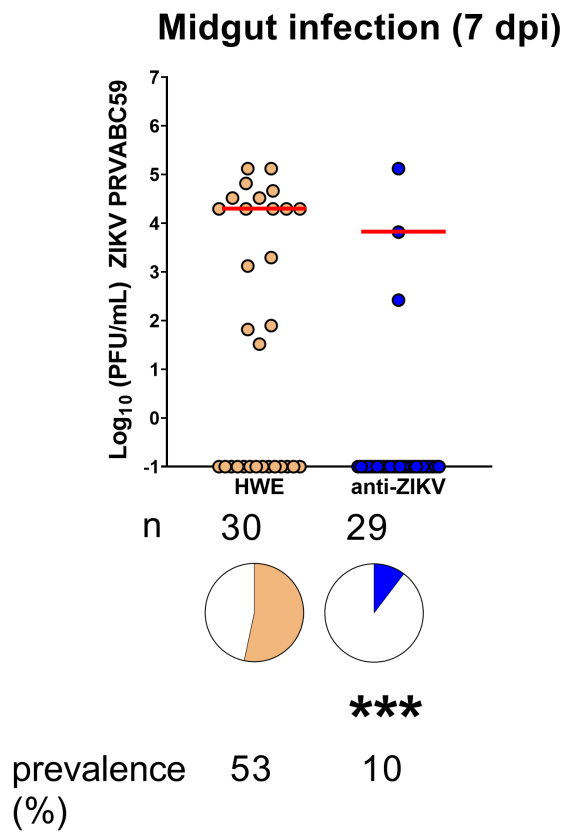 Midgut infection (7 dpi)
Log10 (PFU/mL) ZIKV PRVABC59
7
6
5
4
3
2
1
0
-1
HWE anti-ZIKV
n 30 29
***
prevalence 53 10
(%)